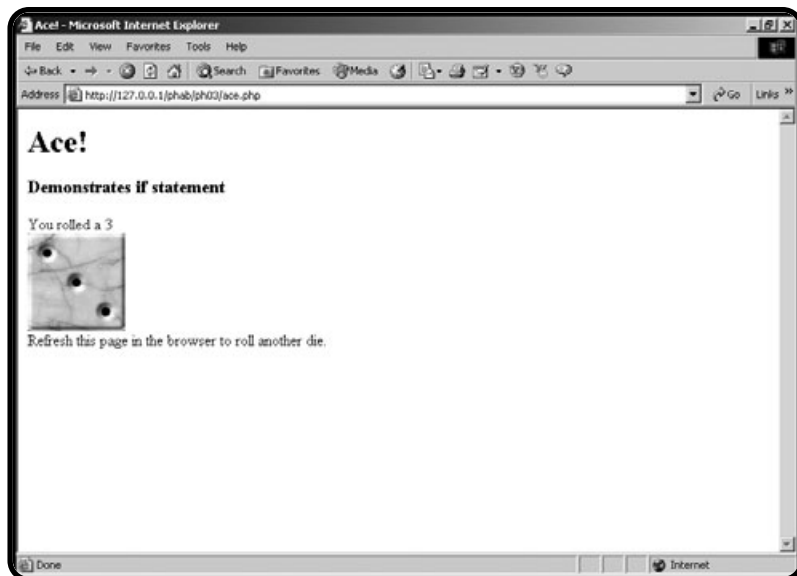 Ace! - Microsoft Internet Explorer
File Edit View Favorites Tools Help
Back Search Favorites Media
Address http://127.0.0.1/phab/ph03/ace.php Go Links »
Ace!
Demonstrates if statement
You rolled a 3
Refresh this page in the browser to roll another die.
Done Internet